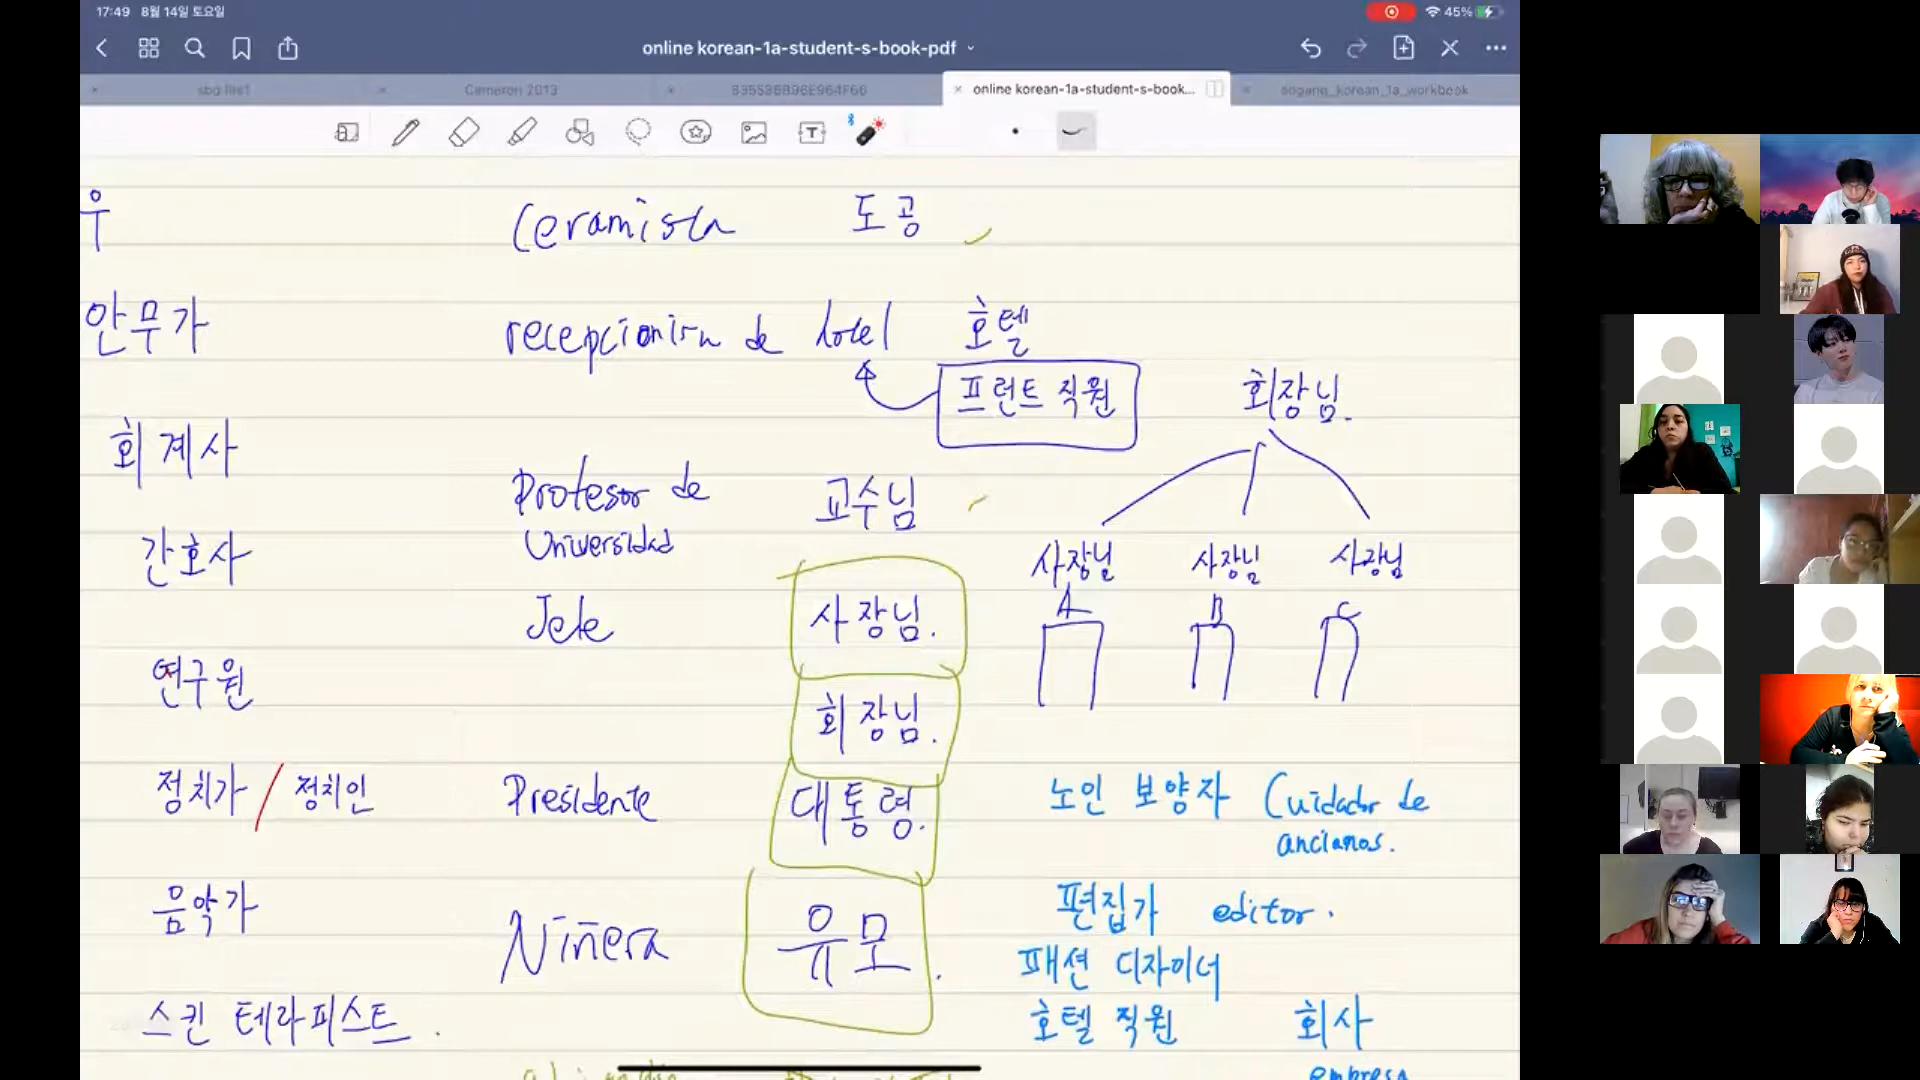 17:49 8월 14일 토요일
45%
online korean-1a-student-s-book-pdf
sbg list1
Cameron 2013
online korean-1a-student-s-book...
sogang_korean_1a_workbook
우
Ceramista 도공
안무가
recepcionista de hotel 호텔
프런트 직원
회장님.
회계사
Profesor de
Universidad
교수님
간호사
사장님 사장님 사장님
A B C
Jefe 사장님.
연구원
회장님.
정치가 / 정치인
Presidente 대통령.
노인 보양자 Cuidador de
ancianos.
음악가
Niñera 유모.
편집가 editor.
패션 디자이너
스킨 테라피스트.
호텔 직원 회사
empresa